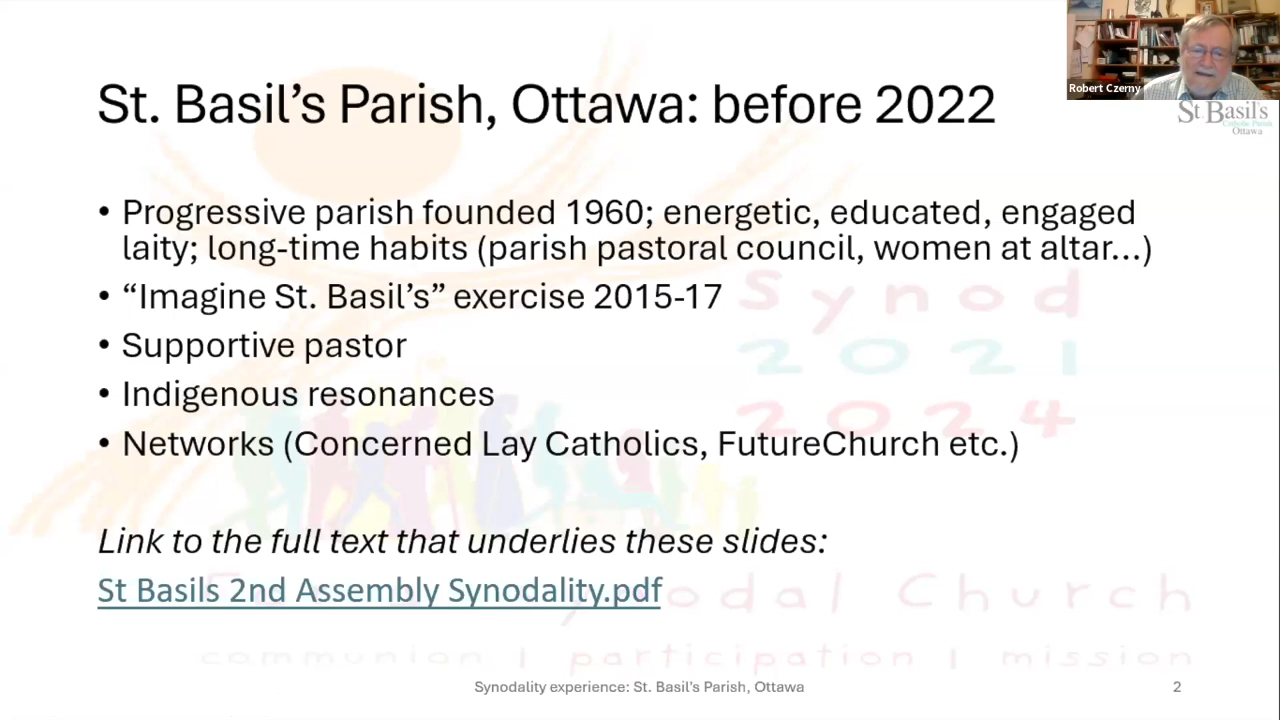 St. Basil’s Parish, Ottawa: before 2022
Robert Czerny
St. Basil's
Catholic Parish
Ottawa
• Progressive parish founded 1960; energetic, educated, engaged
laity; long-time habits (parish pastoral council, women at altar...)
• “Imagine St. Basil’s” exercise 2015-17
• Supportive pastor
• Indigenous resonances
• Networks (Concerned Lay Catholics, FutureChurch etc.)
Synod
2021
2024
Link to the full text that underlies these slides:
St Basils 2nd Assembly Synodality.pdf
Church
communion | participation | mission
Synodality experience: St. Basil's Parish, Ottawa
2